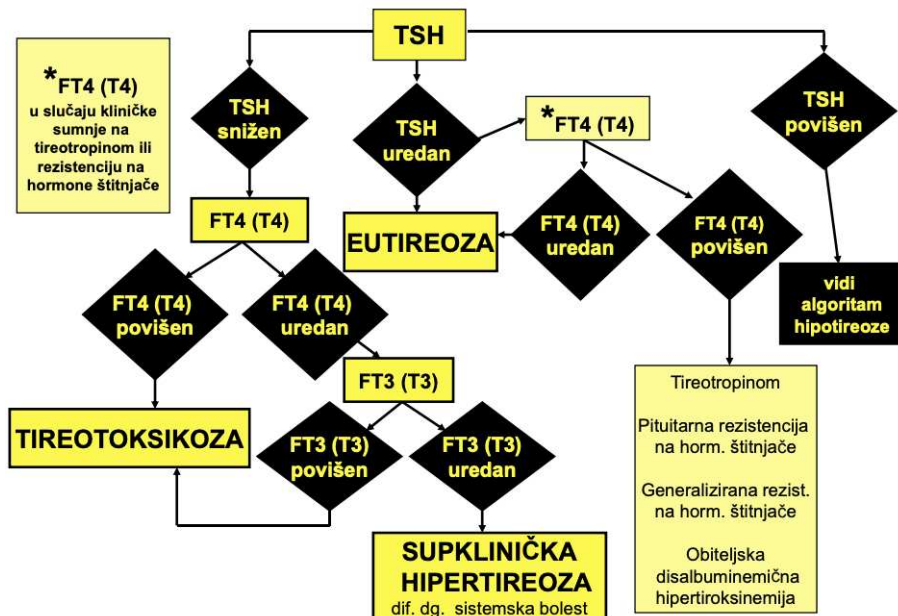 TSH
*FT4 (T4)
u slučaju kliničke
sumnje na
tireotropinom ili
rezistenciju na
hormone štitnjače
TSH
snižen
TSH
uredan
*FT4 (T4)
TSH
povišen
FT4 (T4)
EUTIREOZA
FT4 (T4)
uredan
FT4 (T4)
povišen
vidi
algoritam
hipotireoze
FT4 (T4)
povišen
FT4 (T4)
uredan
FT3 (T3)
TIREOTOKSIKOZA
FT3 (T3)
povišen
FT3 (T3)
uredan
Tireotropinom
Pituitarna rezistencija
na horm. štitnjače
Generalizirana rezist.
na horm. štitnjače
Obiteljska
disalbuminemična
hipertiroksinemija
SUPKLINIČKA
HIPERTIREOZA
dif. dg. sistemska bolest